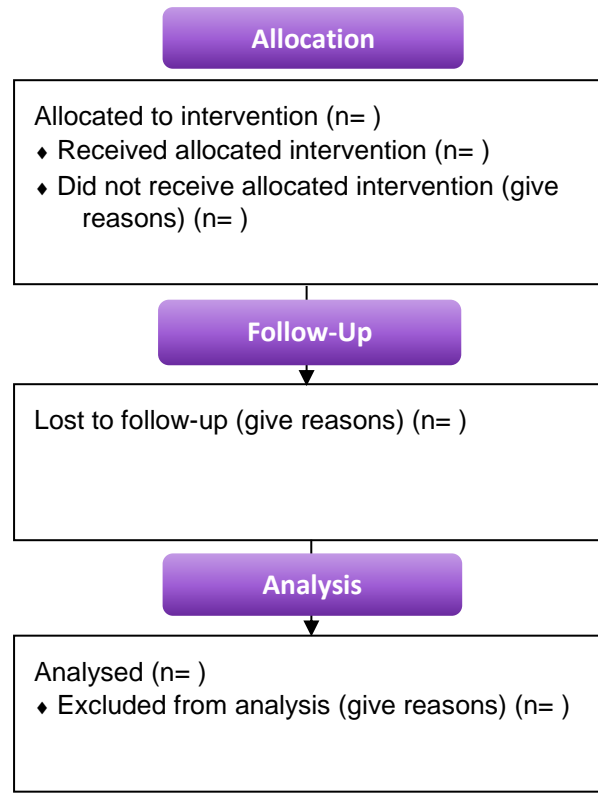 Allocation
Allocated to intervention (n= )
♦ Received allocated intervention (n= )
♦ Did not receive allocated intervention (give
reasons) (n= )
Follow-Up
Lost to follow-up (give reasons) (n= )
Analysis
Analysed (n= )
♦ Excluded from analysis (give reasons) (n= )